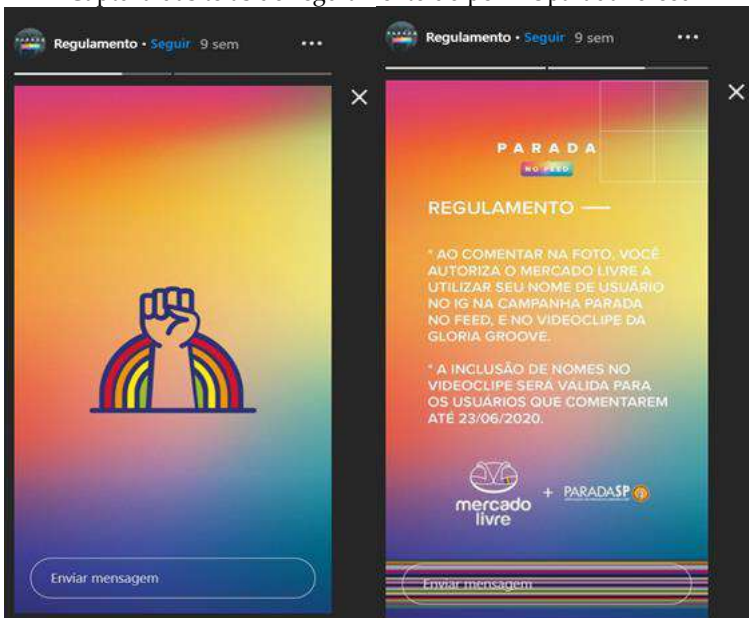 Regulamento • Seguir 9 sem
Enviar mensagem
Regulamento • Seguir 9 sem
PARADA
NO FEED
REGULAMENTO
* AO COMENTAR NA FOTO, VOCÊ
AUTORIZA O MERCADO LIVRE A
UTILIZAR SEU NOME DE USUÁRIO
NO IG NA CAMPANHA PARADA
NO FEED, E NO VIDEOCLIPE DA
GLORIA GROOVE.
* A INCLUSÃO DE NOMES NO
VIDEOCLIPE SERÁ VÁLIDA PARA
OS USUÁRIOS QUE COMENTAREM
ATÉ 23/06/2020.
mercado
livre
+ PARADASP
Enviar mensagem